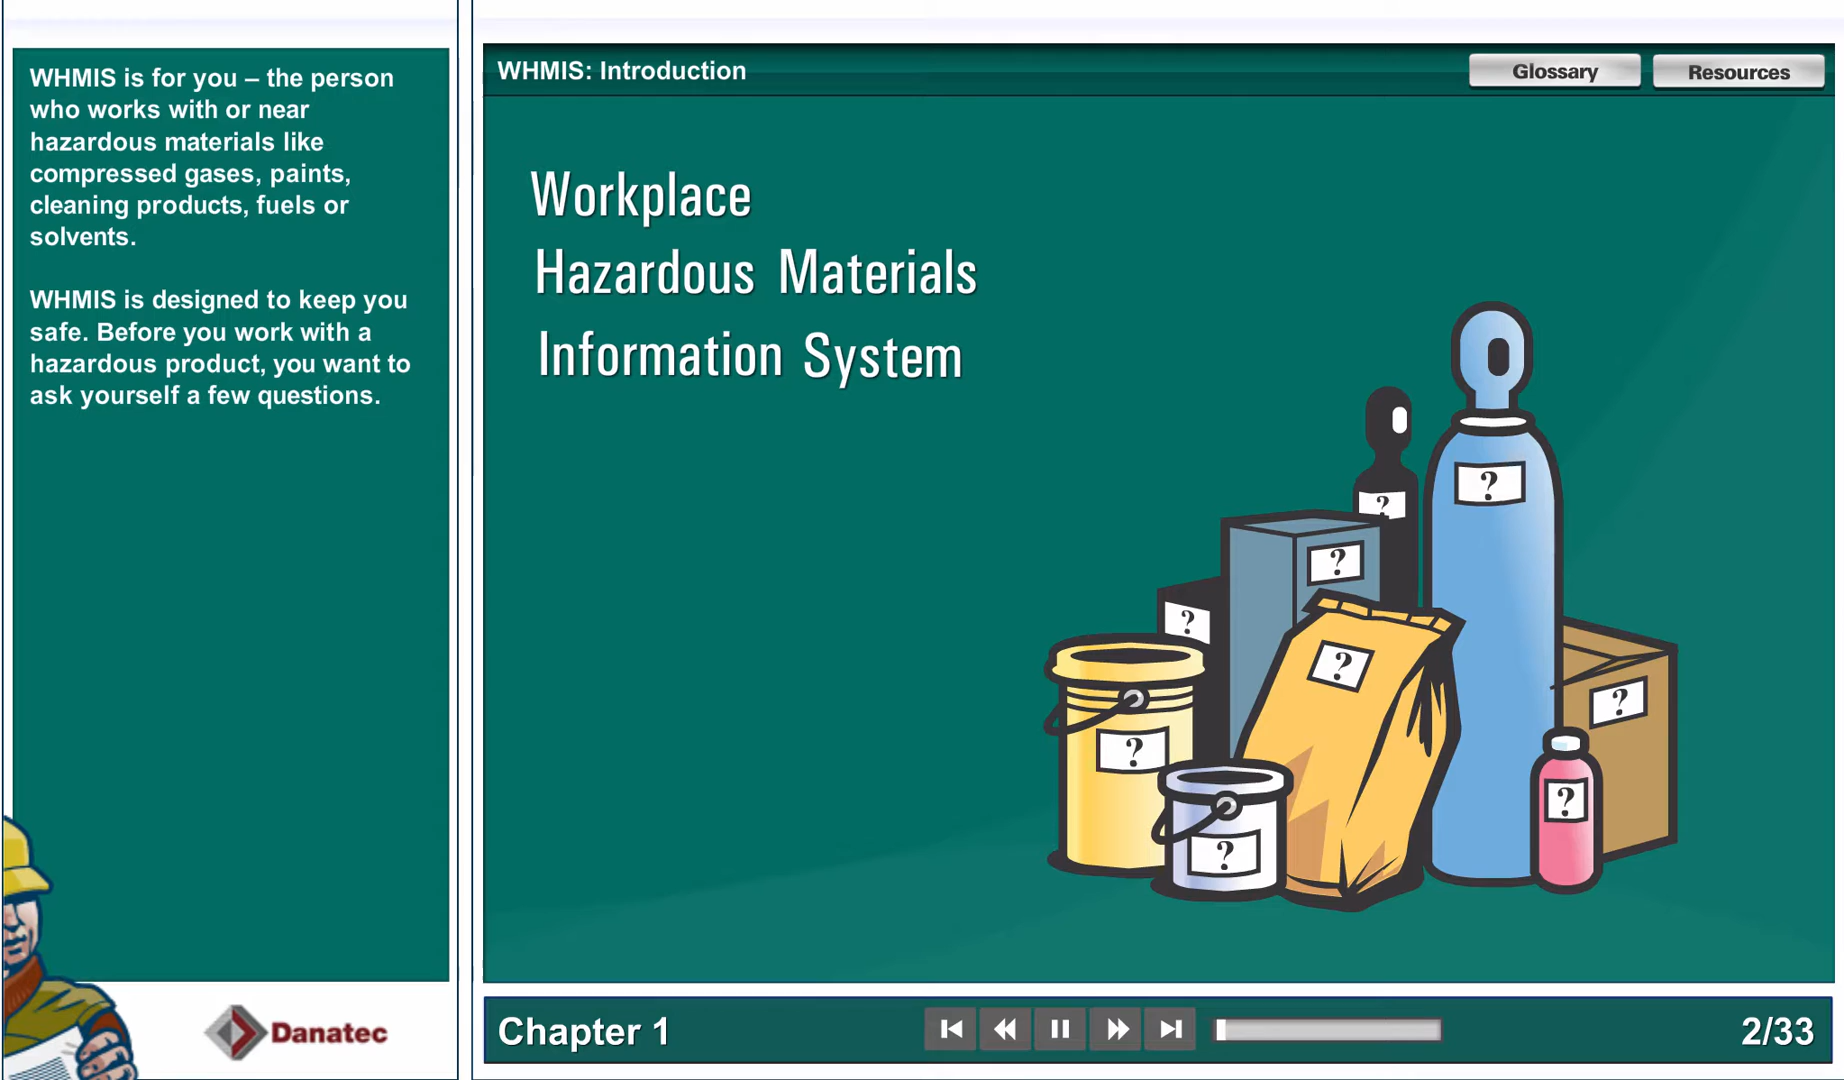 WHMIS is for you – the person
who works with or near
hazardous materials like
compressed gases, paints,
cleaning products, fuels or
solvents.
WHMIS is designed to keep you
safe. Before you work with a
hazardous product, you want to
ask yourself a few questions.
Danatec
WHMIS: Introduction
Glossary
Resources
Workplace
Hazardous Materials
Information System
?
?
?
?
?
?
?
?
?
Chapter 1
2/33